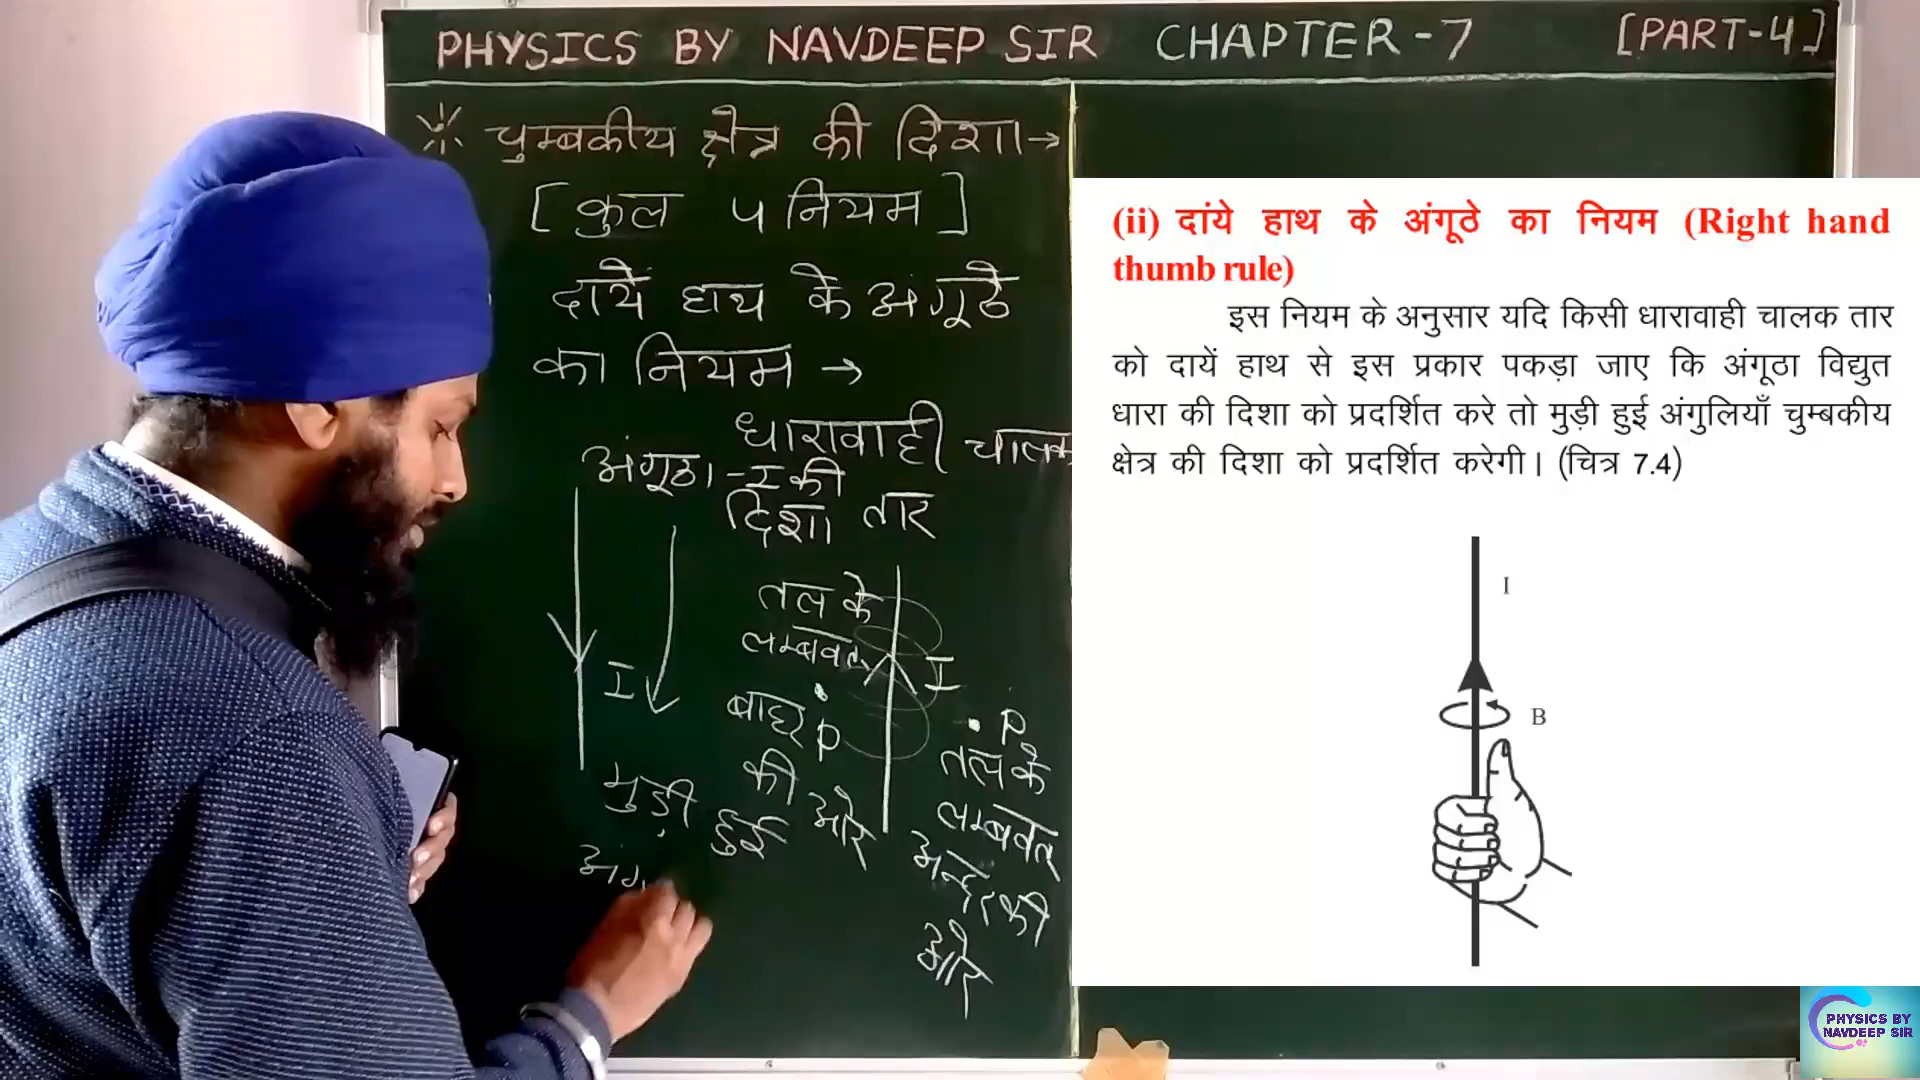 PHYSICS BY NAVDEEP SIR CHAPTER-7 [PART-4]
चुम्बकीय क्षेत्र की दिशा→
[कुल 4 नियम]
दायें हाथ के अंगूठे
का नियम →
धारावाही चालक
अंगूठा - I की
दिशा तार
तल के
लम्बवत
I
I
बाहर
P
की
ओर
P
तल के
लम्बवत
अन्दर की
ओर
मुड़ी
हुई
(ii) दांये हाथ के अंगूठे का नियम (Right hand
thumb rule)
इस नियम के अनुसार यदि किसी धारावाही चालक तार
को दायें हाथ से इस प्रकार पकड़ा जाए कि अंगूठा विद्युत
धारा की दिशा को प्रदर्शित करे तो मुड़ी हुई अंगुलियाँ चुम्बकीय
क्षेत्र की दिशा को प्रदर्शित करेगी। (चित्र 7.4)
I
B
PHYSICS BY
NAVDEEP SIR